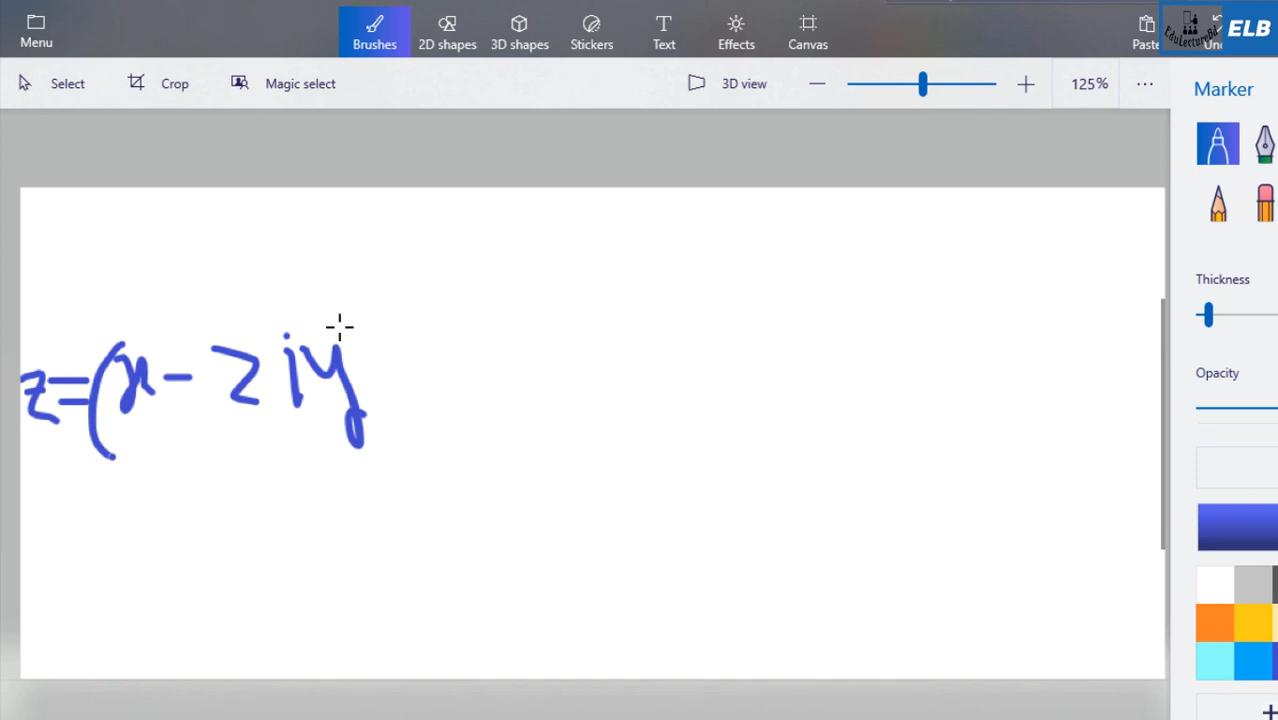 Menu
Brushes
2D shapes
3D shapes
Stickers
Text
Effects
Canvas
Paste
EduLectureBd
ELB
Select
Crop
Magic select
3D view
125%
Marker
Thickness
Opacity
z=(x-2iy